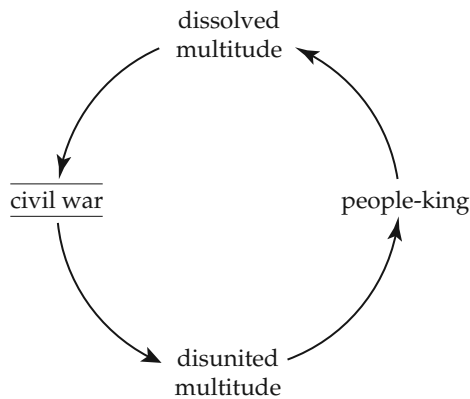 dissolved
multitude
civil war
people-king
disunited
multitude